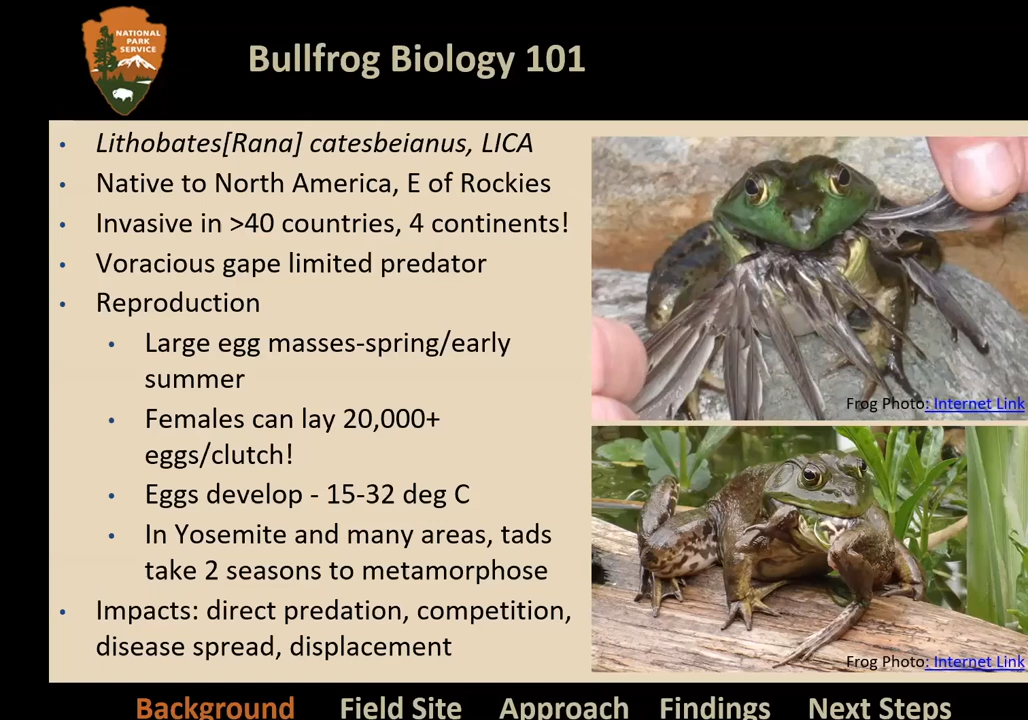 NATIONAL
PARK
SERVICE
Bullfrog Biology 101
• Lithobates[Rana] catesbeianus, LICA
• Native to North America, E of Rockies
• Invasive in >40 countries, 4 continents!
• Voracious gape limited predator
• Reproduction
• Large egg masses-spring/early
summer
• Females can lay 20,000+
eggs/clutch!
• Eggs develop - 15-32 deg C
• In Yosemite and many areas, tads
take 2 seasons to metamorphose
• Impacts: direct predation, competition,
disease spread, displacement
Frog Photo: Internet Link
Frog Photo: Internet Link
Background Field Site Approach Findings Next Steps